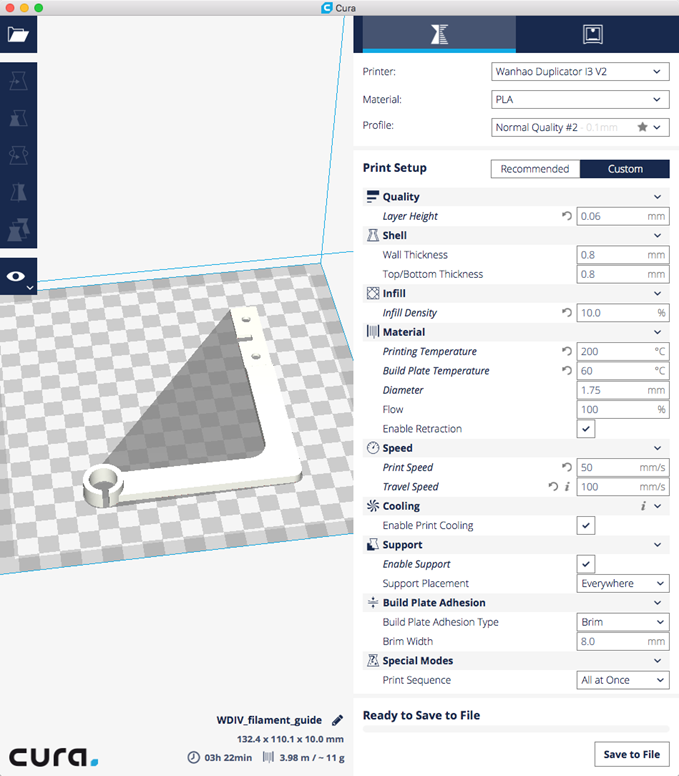 Cura
Printer: Wanhao Duplicator I3 V2
Material: PLA
Profile: Normal Quality #2 - 0.1mm
Print Setup Recommended Custom
Quality
Layer Height 0.06 mm
Shell
Wall Thickness 0.8 mm
Top/Bottom Thickness 0.8 mm
Infill
Infill Density 10.0 %
Material
Printing Temperature 200 °C
Build Plate Temperature 60 °C
Diameter 1.75 mm
Flow 100 %
Enable Retraction
Speed
Print Speed 50 mm/s
Travel Speed i 100 mm/s
Cooling i
Enable Print Cooling
Support
Enable Support
Support Placement Everywhere
Build Plate Adhesion
Build Plate Adhesion Type Brim
Brim Width 8.0 mm
Special Modes
Print Sequence All at Once
WDIV_filament_guide
132.4 x 110.1 x 10.0 mm
03h 22min 3.98 m / ~ 11 g
cura.
Ready to Save to File
Save to File